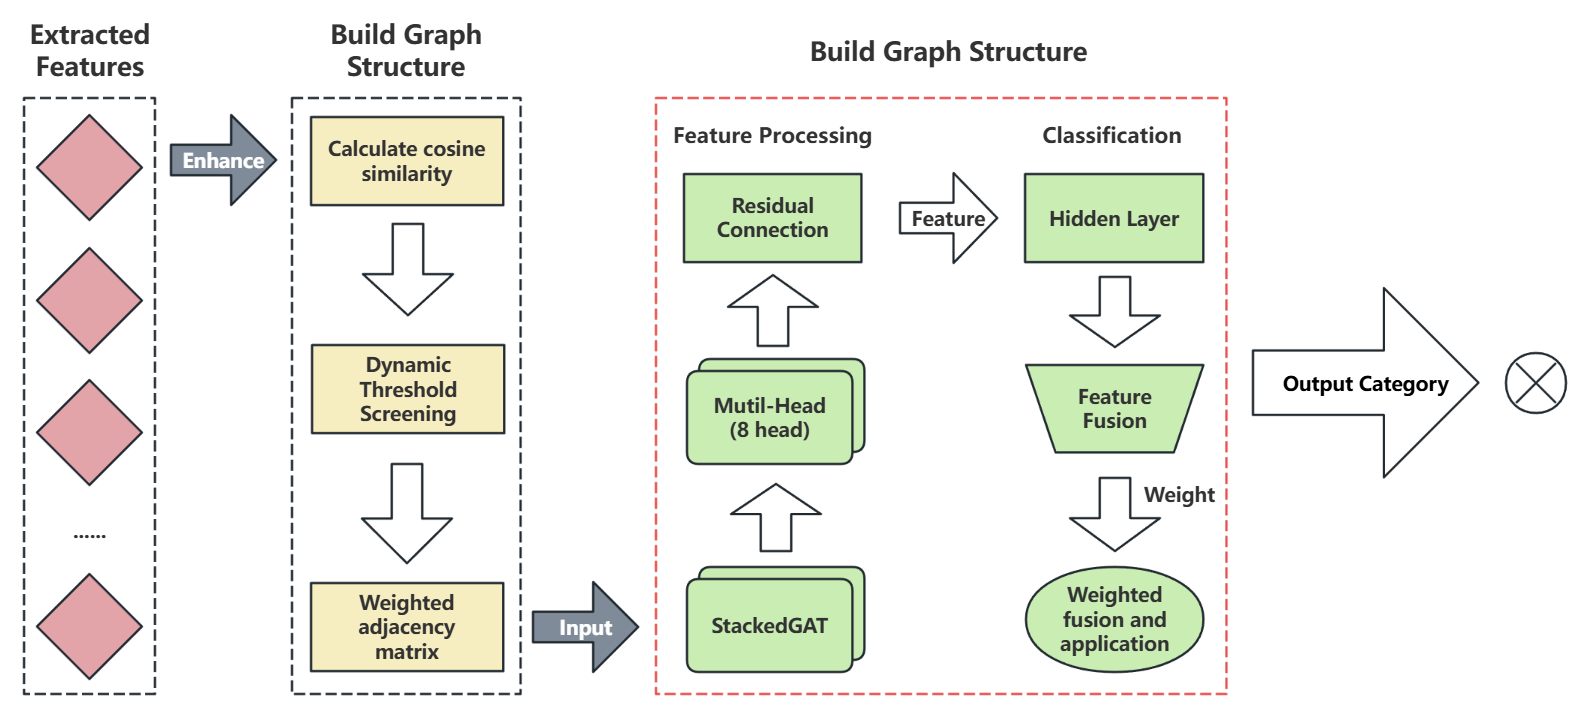 Extracted
Features
......
Enhance
Build Graph
Structure
Calculate cosine
similarity
Dynamic
Threshold
Screening
Weighted
adjacency
matrix
Input
Build Graph Structure
Feature Processing
Residual
Connection
Mutil-Head
(8 head)
StackedGAT
Feature
Classification
Hidden Layer
Feature
Fusion
Weight
Weighted
fusion and
application
Output Category